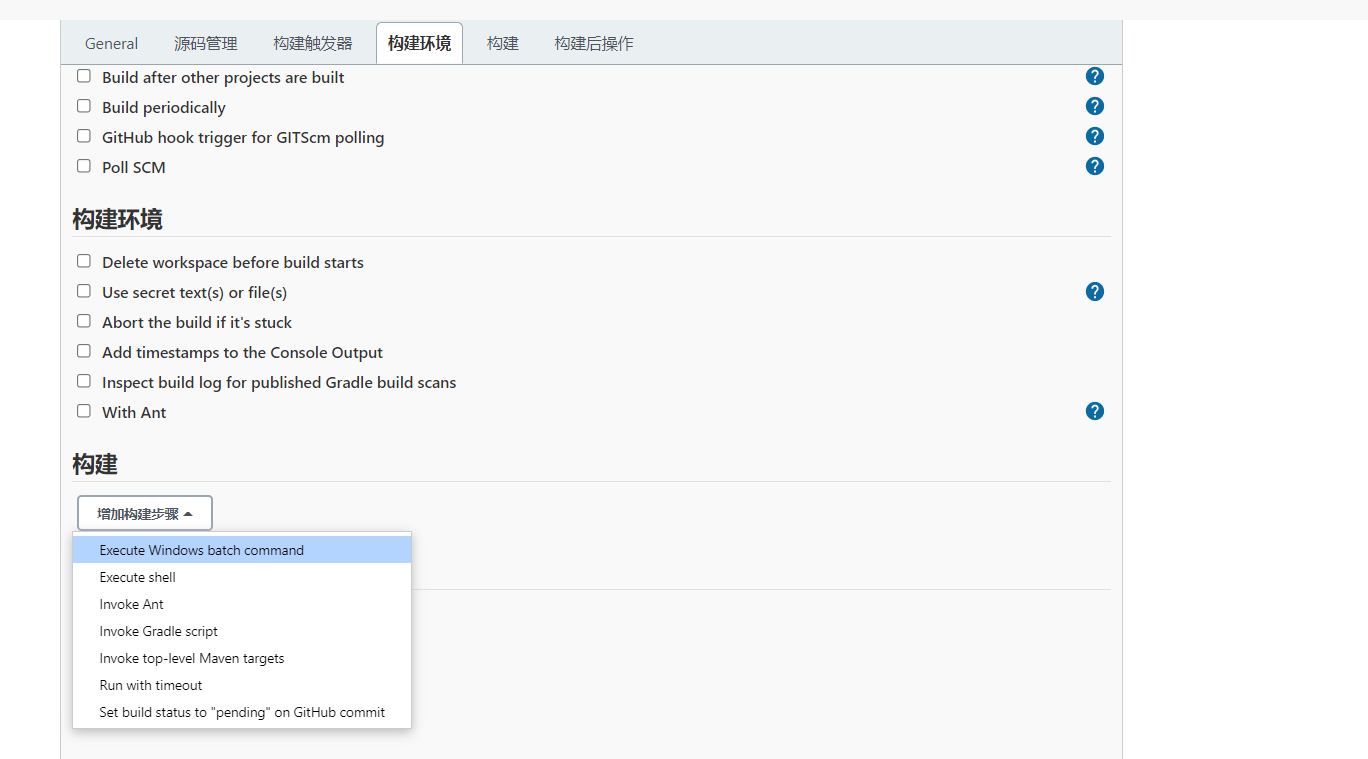 General 源码管理 构建触发器 构建环境 构建 构建后操作
Build after other projects are built
Build periodically
GitHub hook trigger for GITScm polling
Poll SCM
构建环境
Delete workspace before build starts
Use secret text(s) or file(s)
Abort the build if it's stuck
Add timestamps to the Console Output
Inspect build log for published Gradle build scans
With Ant
构建
增加构建步骤
Execute Windows batch command
Execute shell
Invoke Ant
Invoke Gradle script
Invoke top-level Maven targets
Run with timeout
Set build status to "pending" on GitHub commit